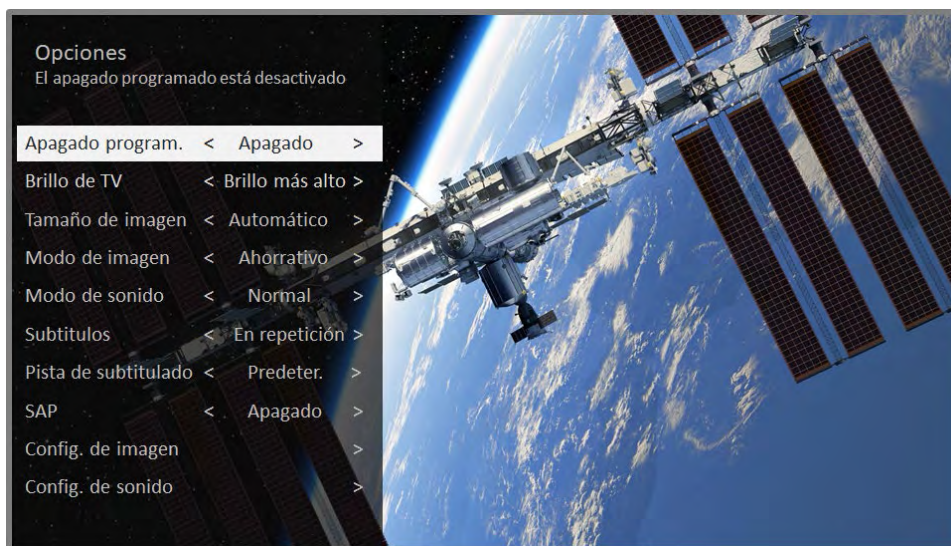 Opciones
El apagado programado está desactivado
Apagado program. < Apagado >
Brillo de TV < Brillo más alto >
Tamaño de imagen < Automático >
Modo de imagen < Ahorrativo >
Modo de sonido < Normal >
Subtitulos < En repetición >
Pista de subtitulado < Predeter. >
SAP < Apagado >
Config. de imagen >
Config. de sonido >